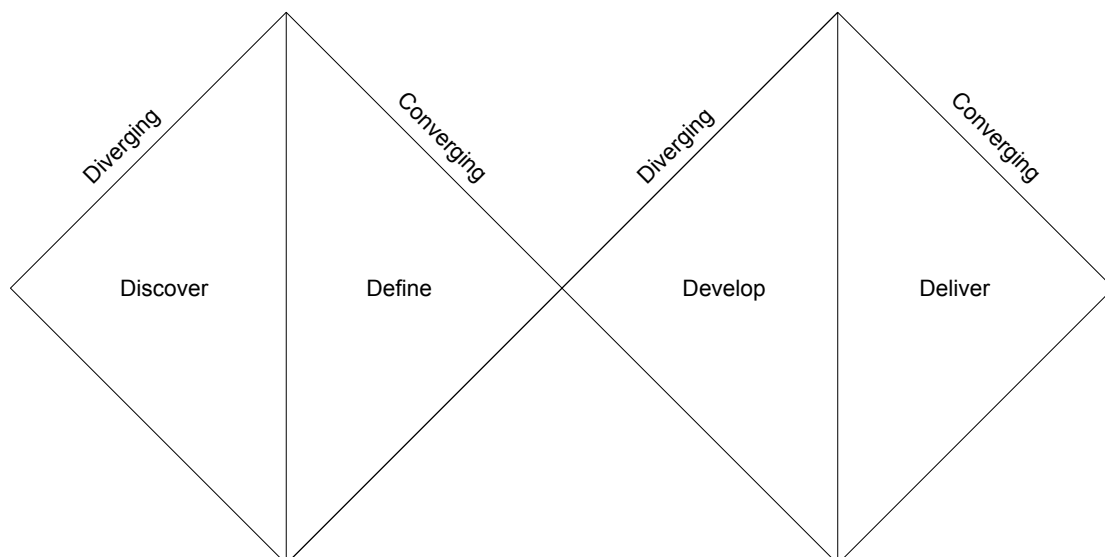 Diverging
Converging
Diverging
Converging
Discover
Define
Develop
Deliver